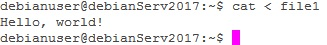 debianuser@debianServ2017:~$ cat < file1
Hello, world!
debianuser@debianServ2017:~$